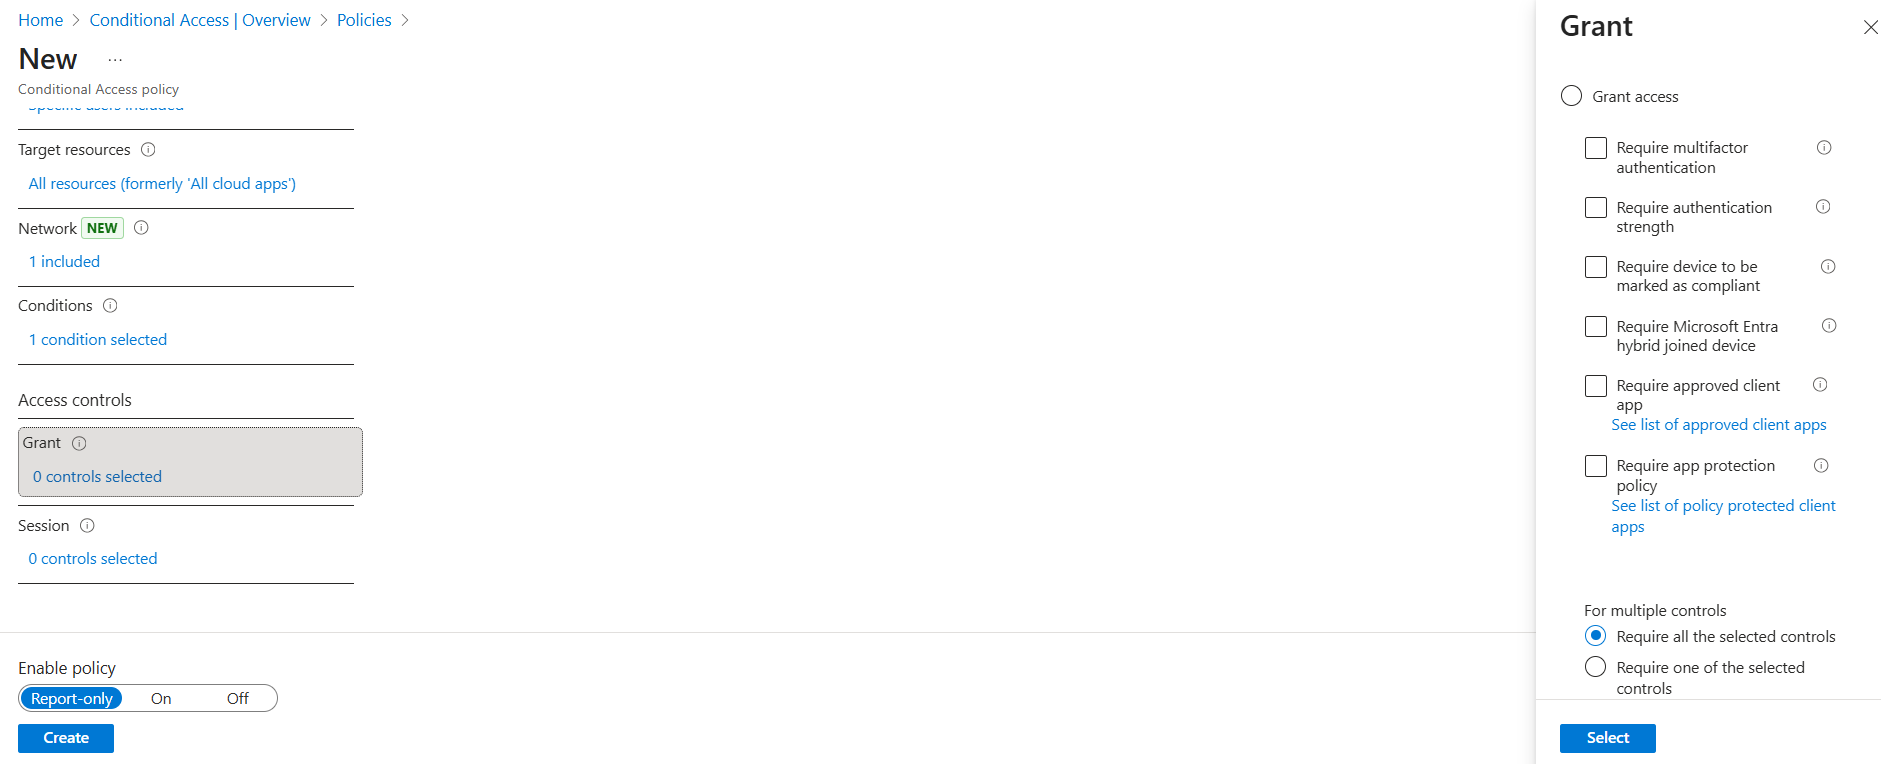 Home > Conditional Access | Overview > Policies >
New ...
Conditional Access policy
Specific users included
Target resources
All resources (formerly 'All cloud apps')
Network NEW
1 included
Conditions
1 condition selected
Access controls
Grant
0 controls selected
Session
0 controls selected
Enable policy
Report-only On Off
Create
Grant
Grant access
Require multifactor
authentication
Require authentication
strength
Require device to be
marked as compliant
Require Microsoft Entra
hybrid joined device
Require approved client
app
See list of approved client apps
Require app protection
policy
See list of policy protected client
apps
For multiple controls
Require all the selected controls
Require one of the selected
controls
Select